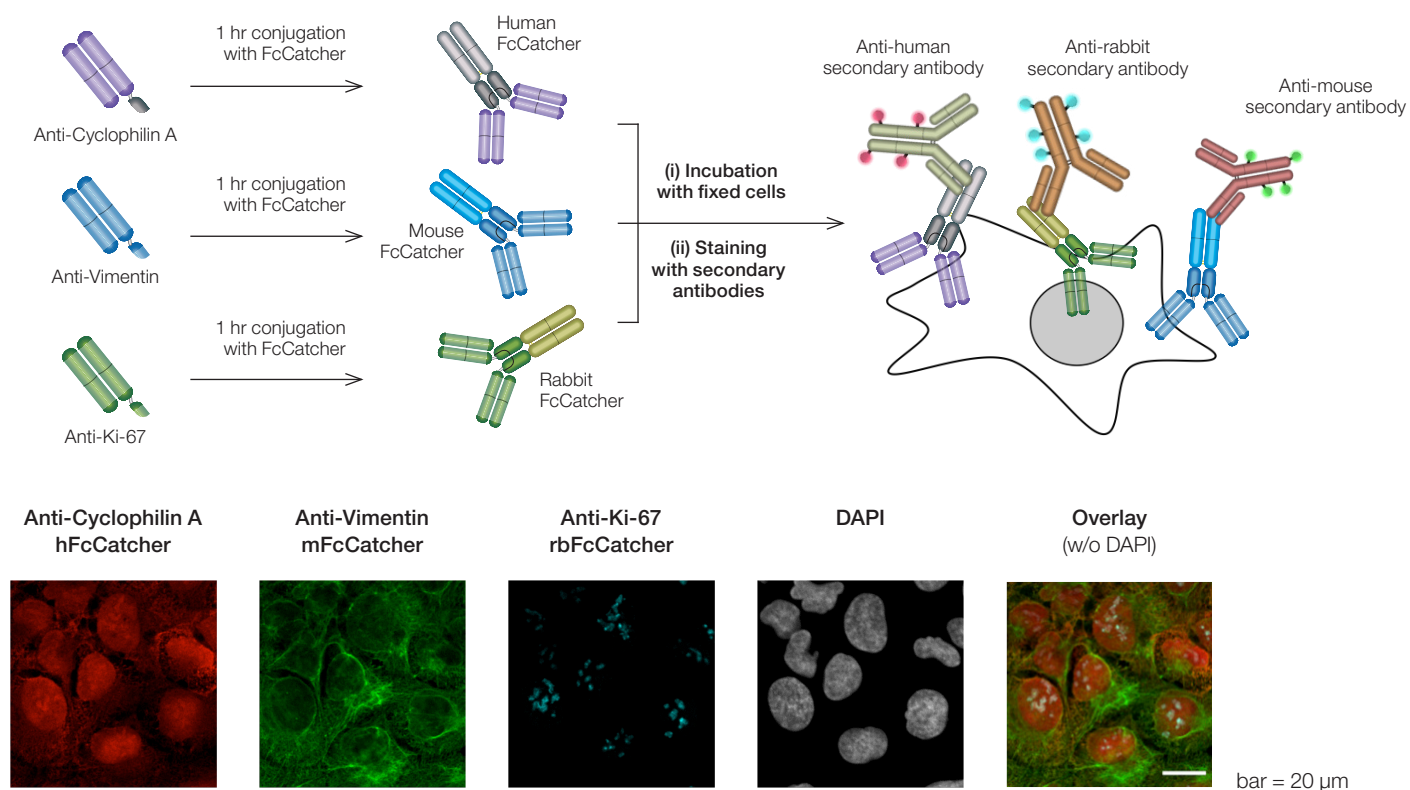 1 hr conjugation
with FcCatcher
Anti-Cyclophilin A
Human
FcCatcher
1 hr conjugation
with FcCatcher
Anti-Vimentin
Mouse
FcCatcher
1 hr conjugation
with FcCatcher
Anti-Ki-67
Rabbit
FcCatcher
(i) Incubation
with fixed cells
(ii) Staining
with secondary
antibodies
Anti-human
secondary antibody
Anti-rabbit
secondary antibody
Anti-mouse
secondary antibody
Anti-Cyclophilin A
hFcCatcher
Anti-Vimentin
mFcCatcher
Anti-Ki-67
rbFcCatcher
DAPI
Overlay
(w/o DAPI)
bar = 20 µm